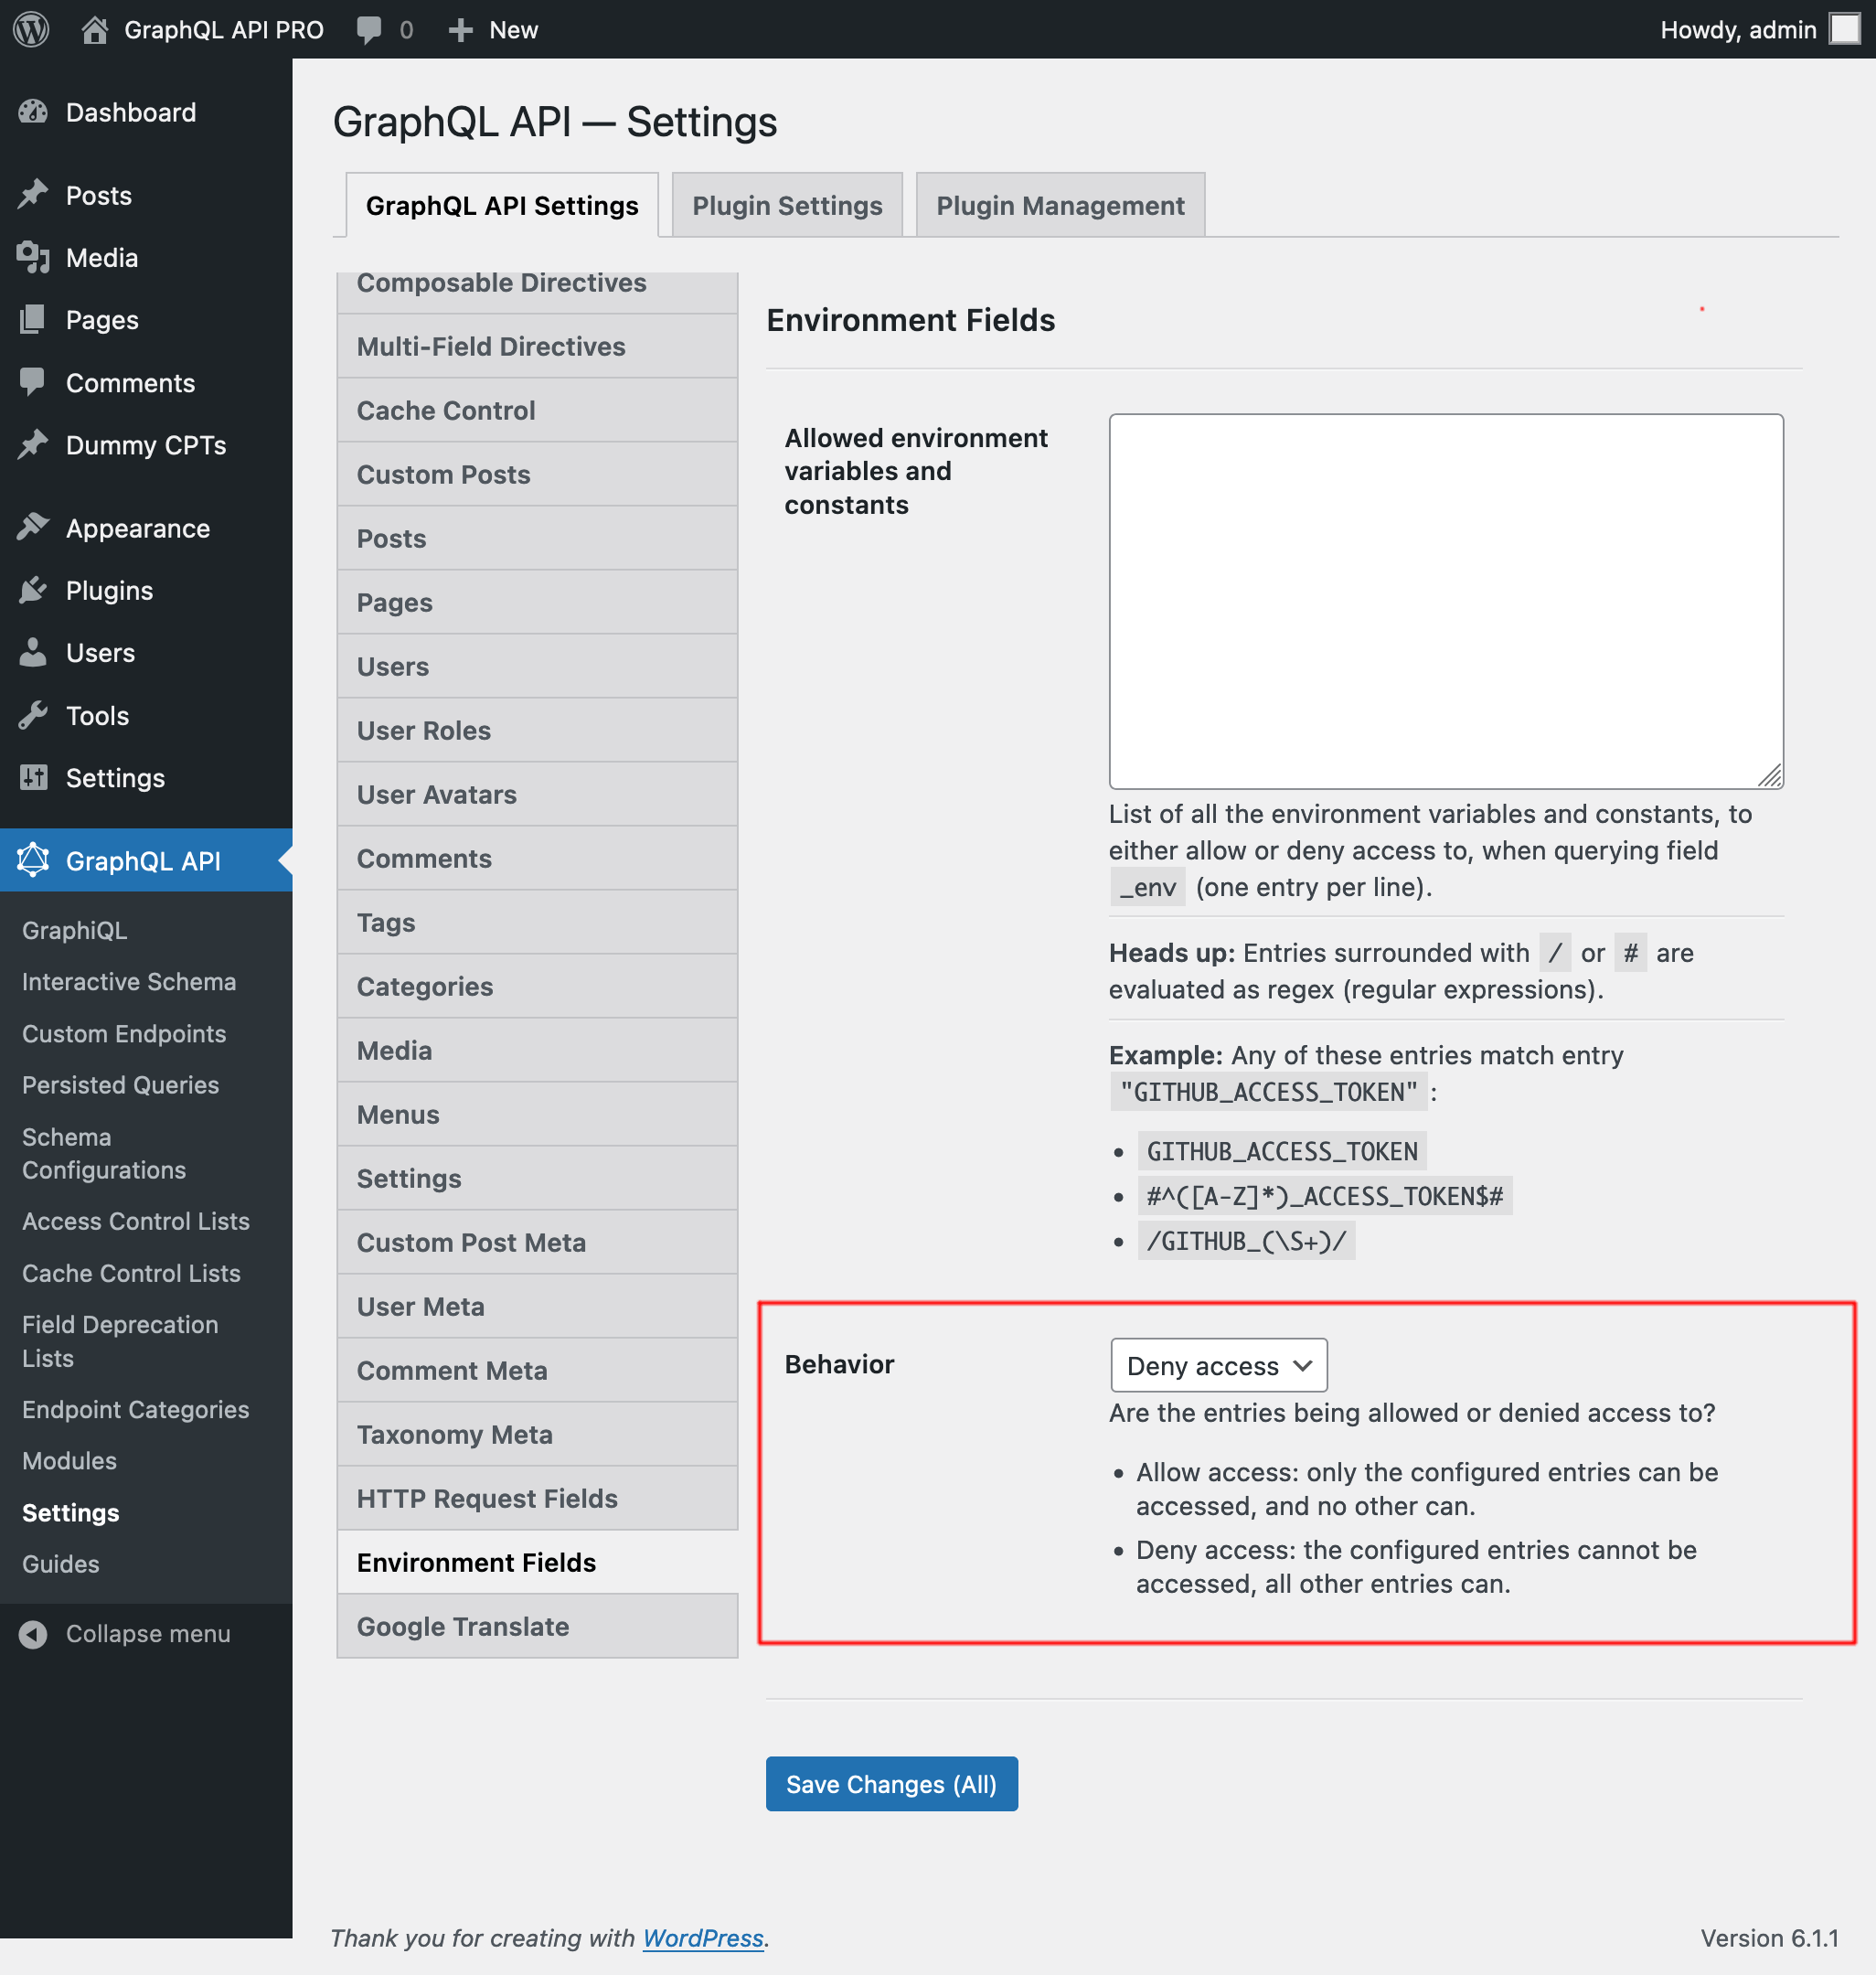 GraphQL API PRO 0 New Howdy, admin
Dashboard
Posts
Media
Pages
Comments
Dummy CPTs
Appearance
Plugins
Users
Tools
Settings
GraphQL API
GraphiQL
Interactive Schema
Custom Endpoints
Persisted Queries
Schema
Configurations
Access Control Lists
Cache Control Lists
Field Deprecation
Lists
Endpoint Categories
Modules
Settings
Guides
Collapse menu
GraphQL API — Settings
GraphQL API Settings Plugin Settings Plugin Management
Composable Directives
Multi-Field Directives
Cache Control
Custom Posts
Posts
Pages
Users
User Roles
User Avatars
Comments
Tags
Categories
Media
Menus
Settings
Custom Post Meta
User Meta
Comment Meta
Taxonomy Meta
HTTP Request Fields
Environment Fields
Google Translate
Environment Fields
Allowed environment
variables and
constants
List of all the environment variables and constants, to
either allow or deny access to, when querying field
_env (one entry per line).
Heads up: Entries surrounded with / or # are
evaluated as regex (regular expressions).
Example: Any of these entries match entry
"GITHUB_ACCESS_TOKEN":
• GITHUB_ACCESS_TOKEN
• #^([A-Z]*)_ACCESS_TOKEN$#
• /GITHUB_(\S+)/
Behavior
Deny access
Are the entries being allowed or denied access to?
• Allow access: only the configured entries can be
accessed, and no other can.
• Deny access: the configured entries cannot be
accessed, all other entries can.
Save Changes (All)
Thank you for creating with WordPress.
Version 6.1.1